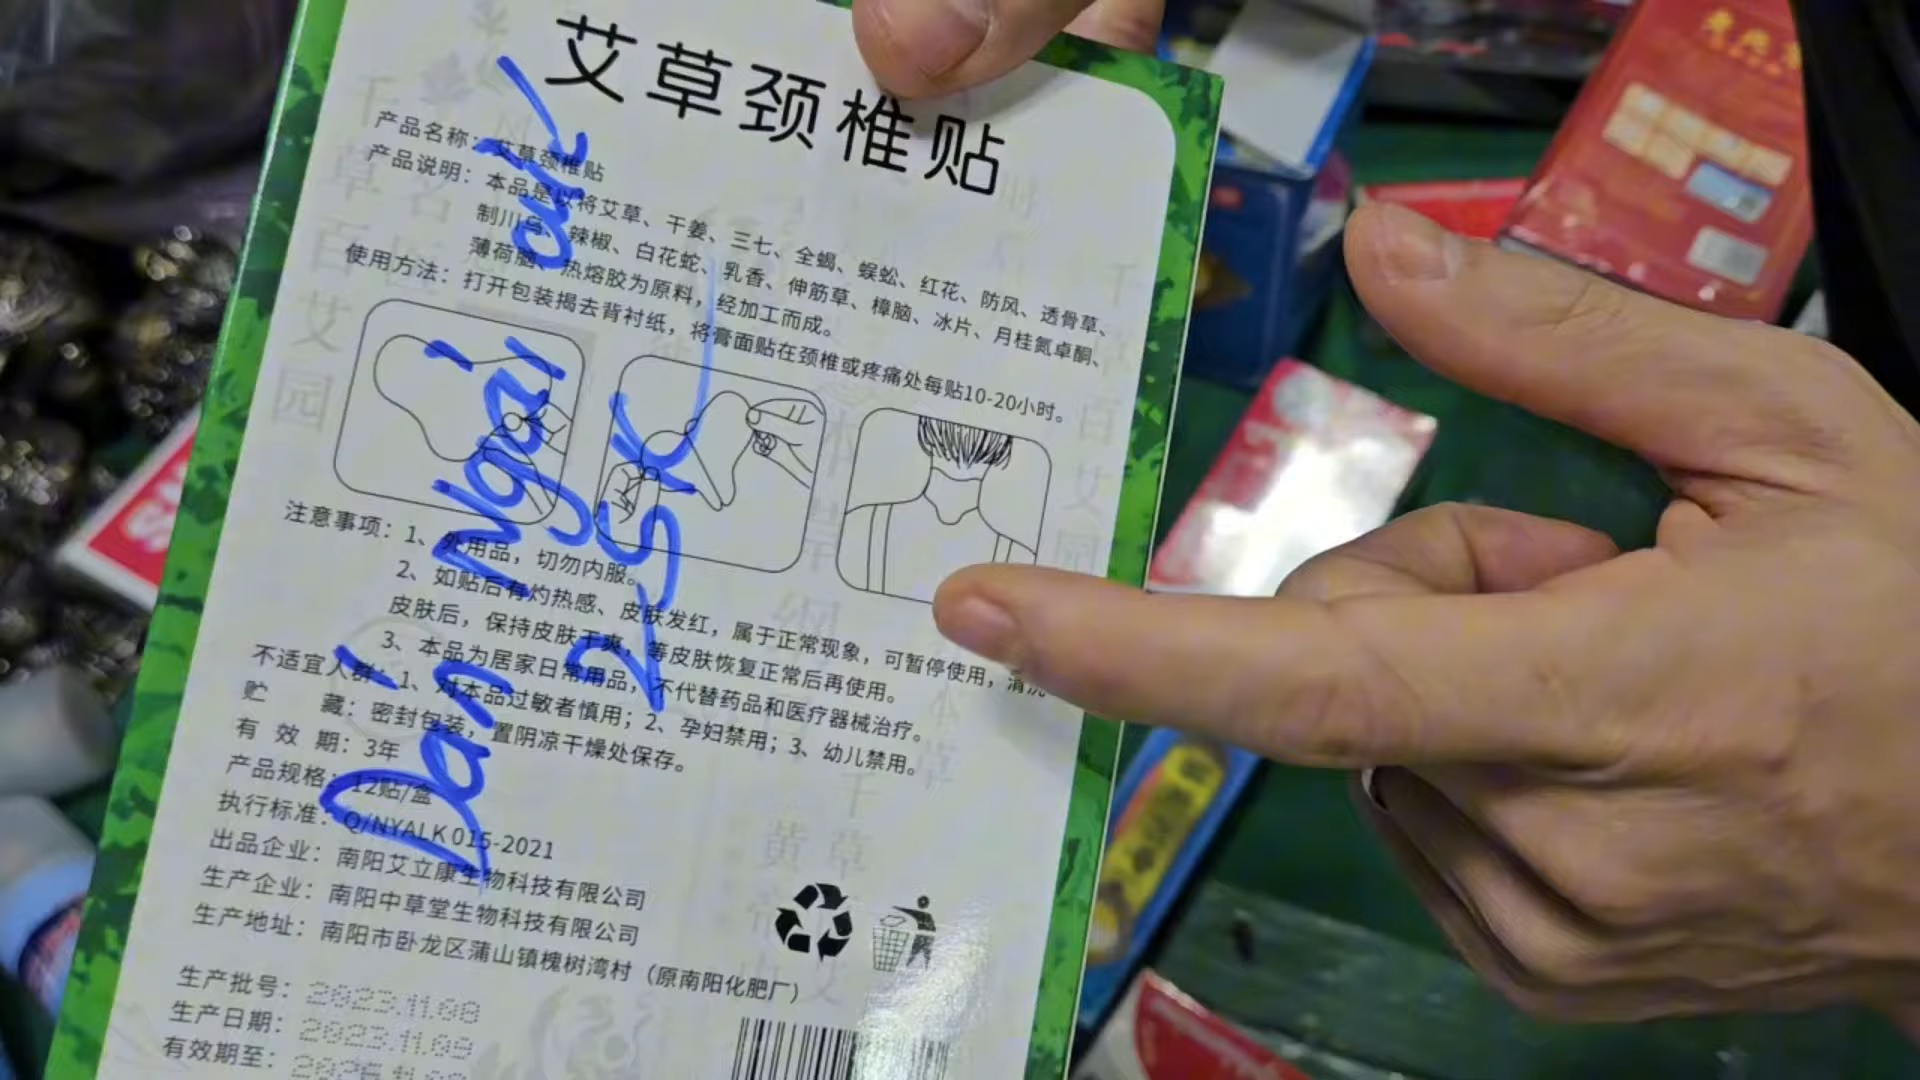 艾草颈椎贴
产品名称：艾草颈椎贴
产品说明：本品是以将艾草、干姜、三七、全蝎、蜈蚣、红花、防风、透骨草、
制川乌、辣椒、白花蛇、乳香、伸筋草、樟脑、冰片、月桂氮卓酮、
薄荷脑、热熔胶为原料，经加工而成。
使用方法：打开包装揭去背衬纸，将膏面贴在颈椎或疼痛处每贴10-20小时。
注意事项：1、外用品，切勿内服。
2、如贴后有灼热感、皮肤发红，属于正常现象，可暂停使用，清洗
皮肤后，保持皮肤干爽，等皮肤恢复正常后再使用。
3、本品为居家日常用品，不代替药品和医疗器械治疗。
不适宜人群：1、对本品过敏者慎用；2、孕妇禁用；3、幼儿禁用。
贮 藏：密封包装，置阴凉干燥处保存。
有 效 期：3年
产品规格：12贴/盒
执行标准：Q/NYALK015-2021
出品企业：南阳艾立康生物科技有限公司
生产企业：南阳中草堂生物科技有限公司
生产地址：南阳市卧龙区蒲山镇槐树湾村（原南阳化肥厂）
生产批号：2023.11.08
生产日期：2023.11.09
有效期至：
Dán Ngải